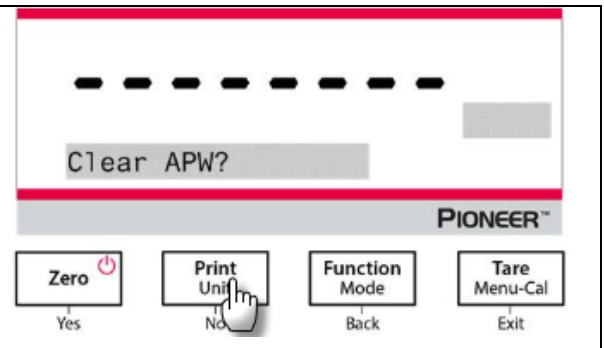 Clear APW?
PIONEER™
Zero Print Function Tare
Unit Mode Menu-Cal
Yes No Back Exit